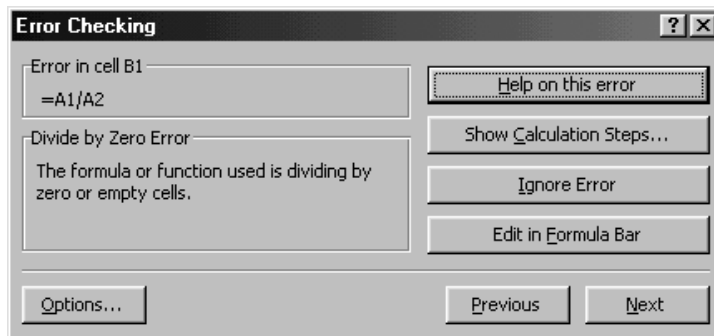 Error Checking
Error in cell B1
=A1/A2
Divide by Zero Error
The formula or function used is dividing by
zero or empty cells.
Help on this error
Show Calculation Steps...
Ignore Error
Edit in Formula Bar
Options...
Previous
Next